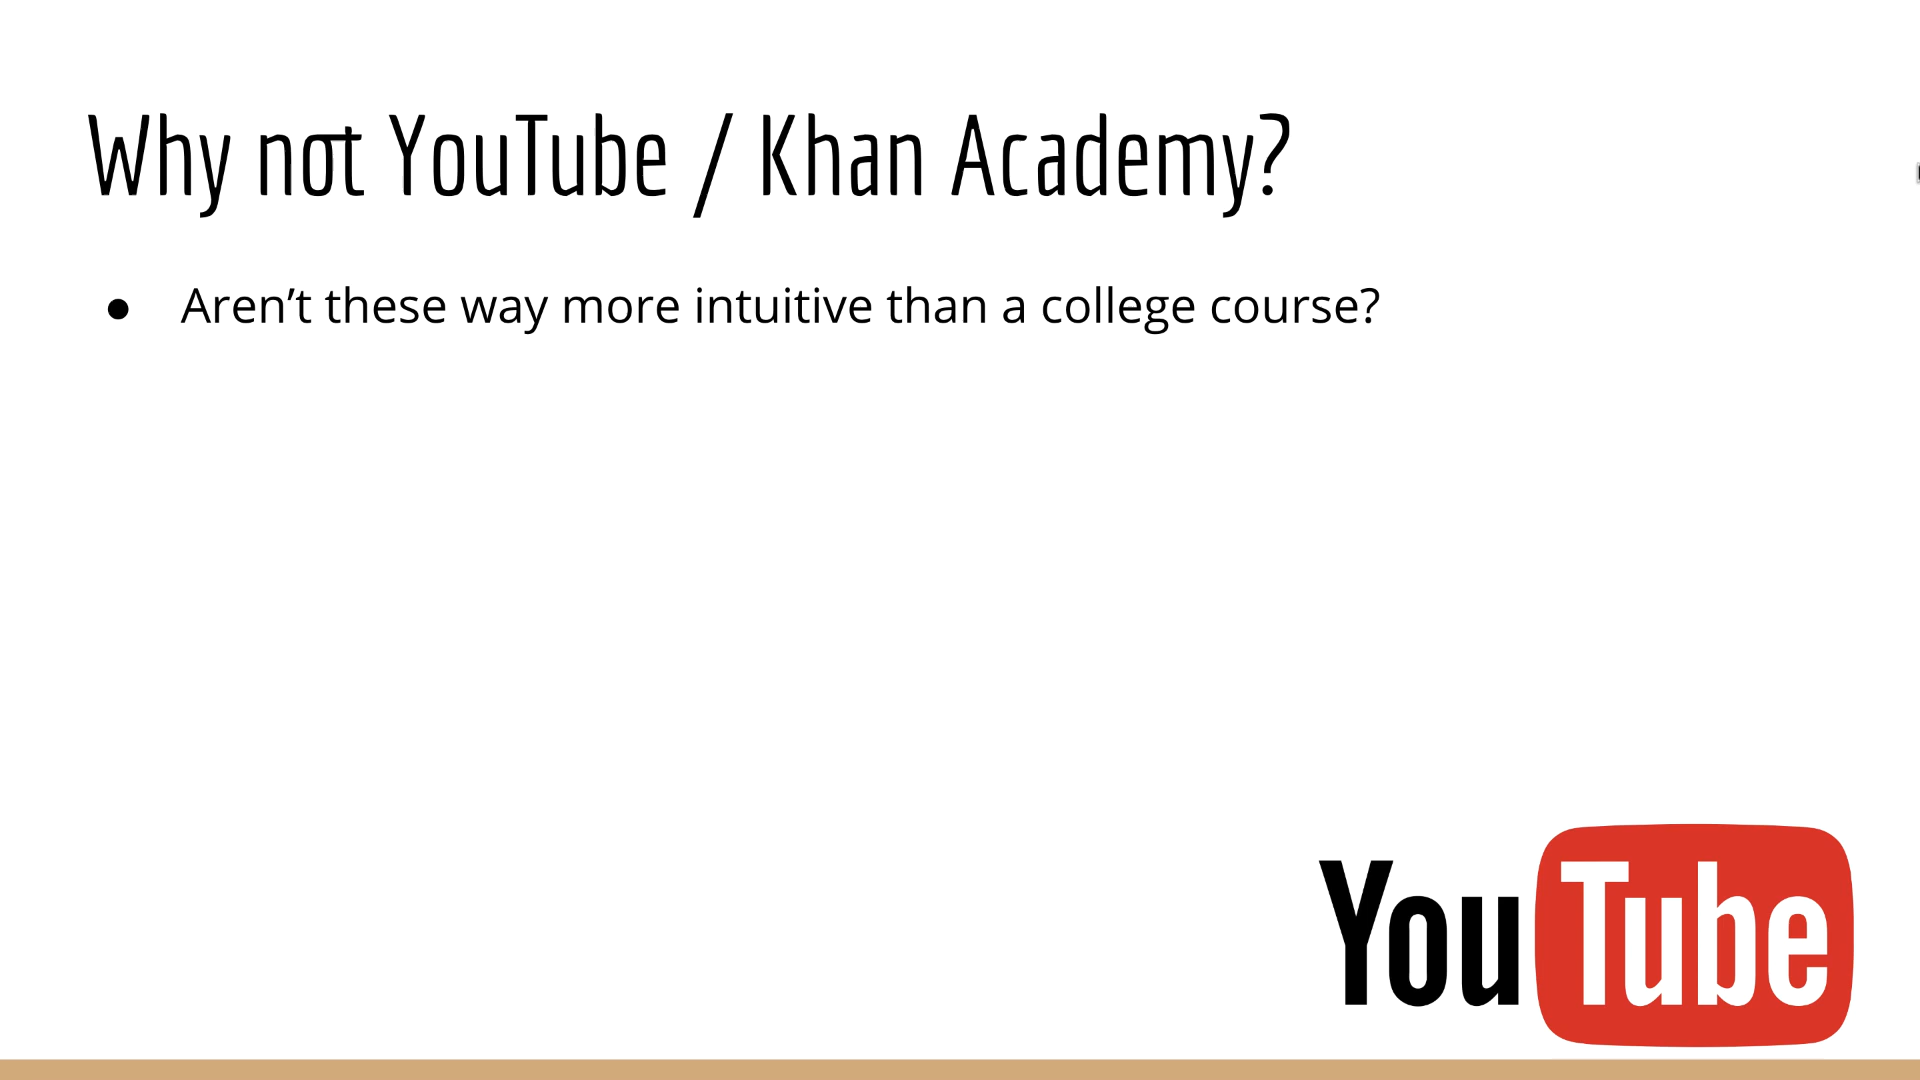 Why not YouTube / Khan Academy?
● Aren’t these way more intuitive than a college course?
YouTube